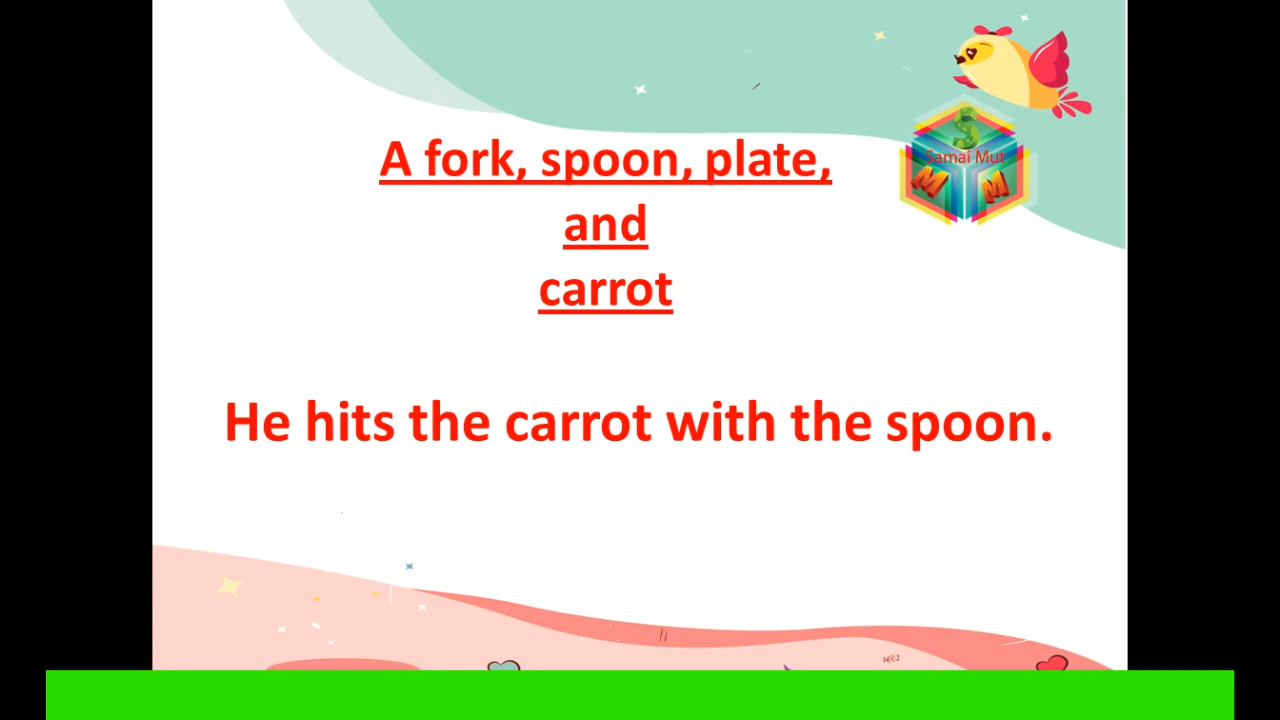 A fork, spoon, plate,
and
carrot
He hits the carrot with the spoon.
S
Samai Mut
M M